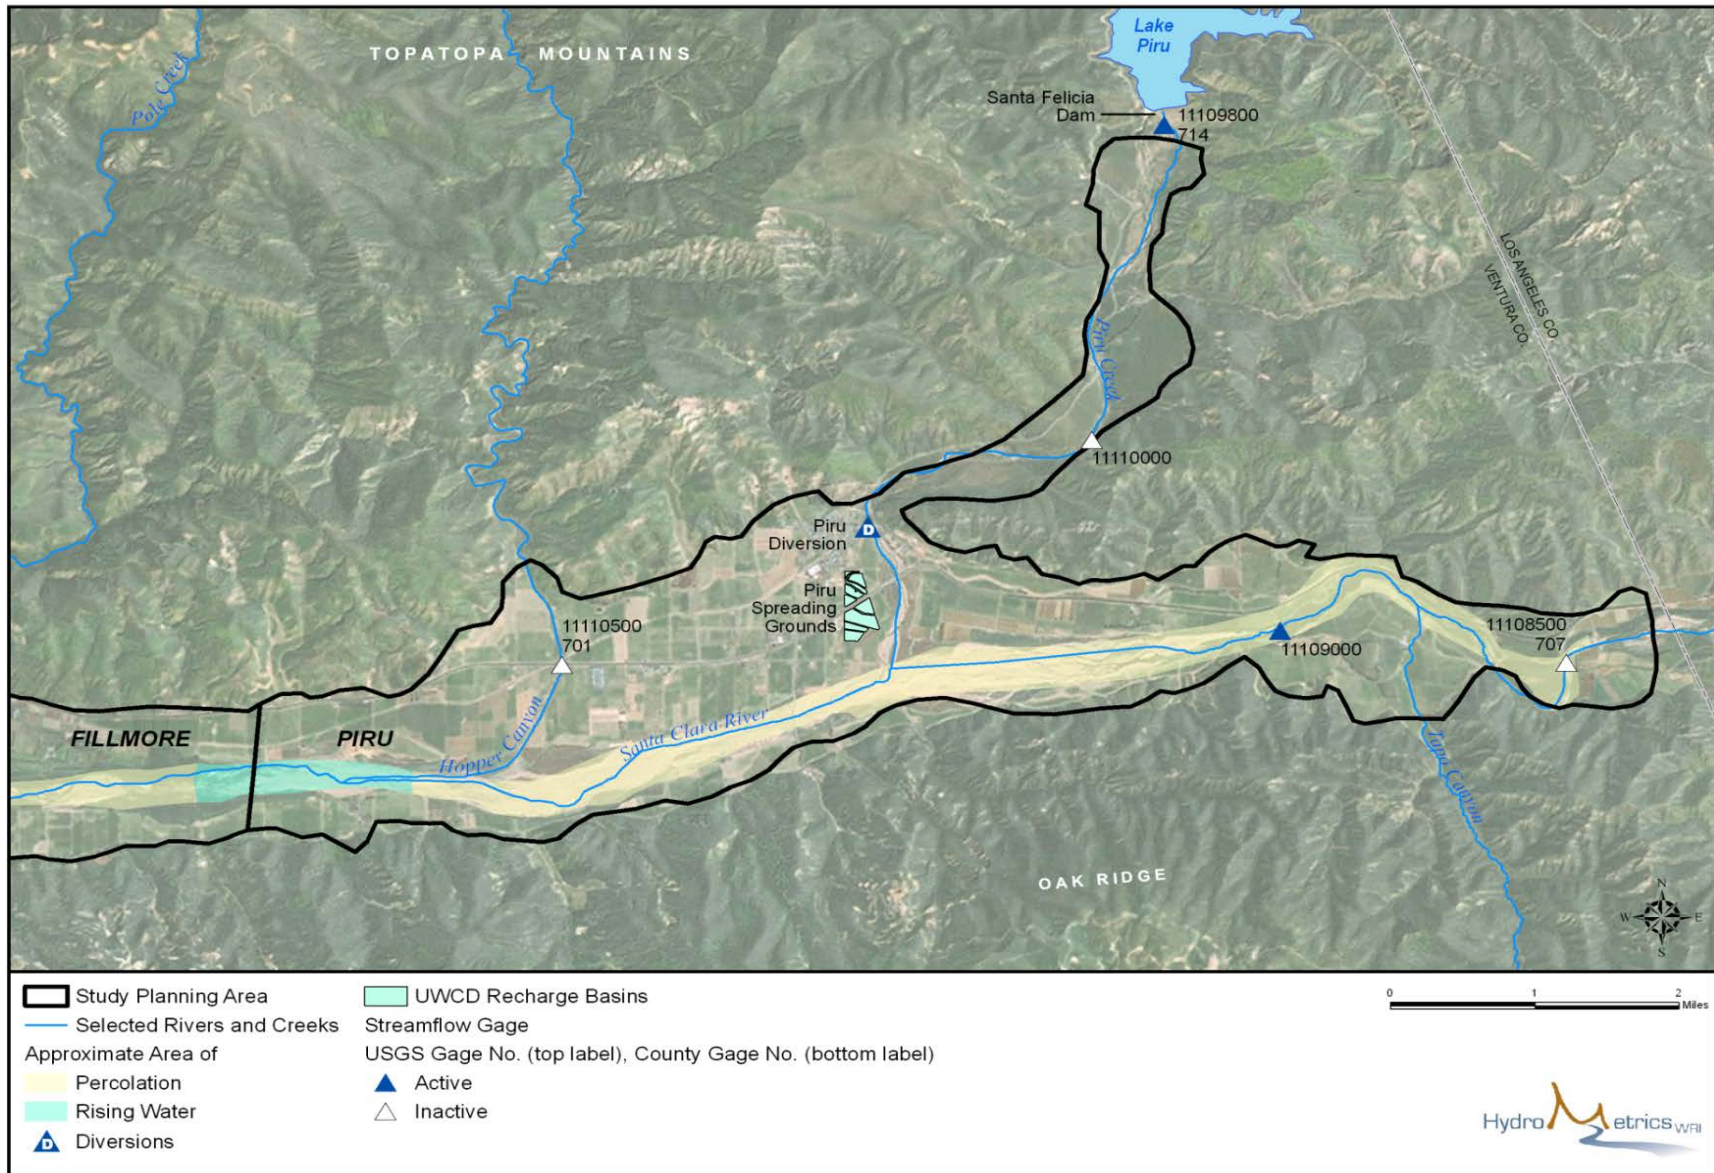 Lake
Piru
TOPATOPA MOUNTAINS
Pole Creek
Santa Felicia
Dam
11109800
714
LOS ANGELES CO.
VENTURA CO.
Piru Creek
11110000
Piru
Diversion
D
Piru
Spreading
Grounds
11110500
701
11108500
707
11109000
FILLMORE
PIRU
Hopper Canyon
Santa Clara River
Tapo Canyon
OAK RIDGE
N
W E
S
Study Planning Area
Selected Rivers and Creeks
Approximate Area of
Percolation
Rising Water
D Diversions
UWCD Recharge Basins
Streamflow Gage
USGS Gage No. (top label), County Gage No. (bottom label)
Active
Inactive
0 1 2
Miles
HydroMetrics WRI